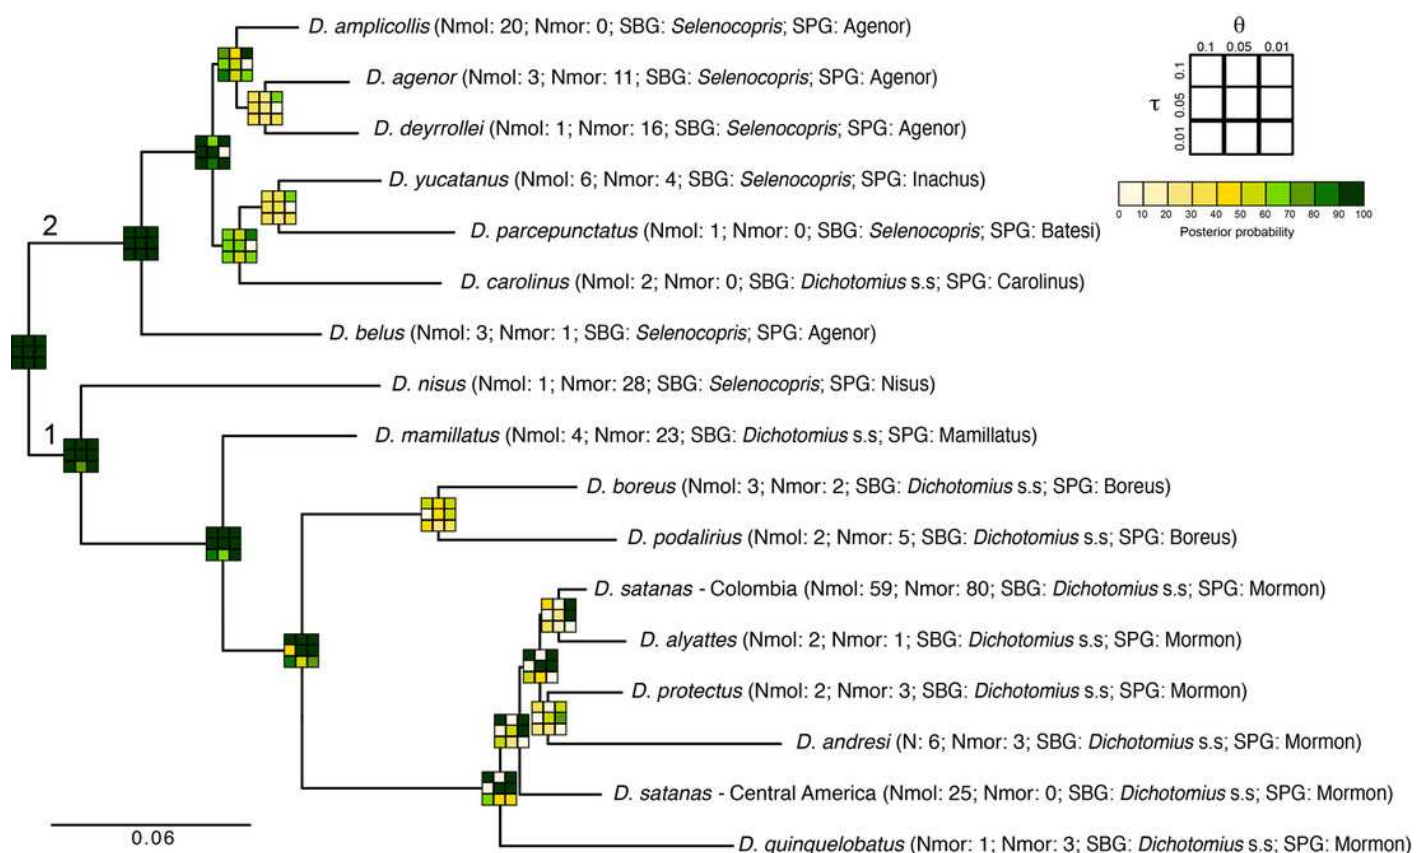 D. amplicollis (Nmol: 20; Nmor: 0; SBG: Selenocopris; SPG: Agenor)
D. agenor (Nmol: 3; Nmor: 11; SBG: Selenocopris; SPG: Agenor)
D. deyrrollei (Nmol: 1; Nmor: 16; SBG: Selenocopris; SPG: Agenor)
D. yucatanus (Nmol: 6; Nmor: 4; SBG: Selenocopris; SPG: Inachus)
D. parcepunctatus (Nmol: 1; Nmor: 0; SBG: Selenocopris; SPG: Batesi)
D. carolinus (Nmol: 2; Nmor: 0; SBG: Dichotomius s.s; SPG: Carolinus)
D. belus (Nmol: 3; Nmor: 1; SBG: Selenocopris; SPG: Agenor)
D. nisus (Nmol: 1; Nmor: 28; SBG: Selenocopris; SPG: Nisus)
D. mamillatus (Nmol: 4; Nmor: 23; SBG: Dichotomius s.s; SPG: Mamillatus)
D. boreus (Nmol: 3; Nmor: 2; SBG: Dichotomius s.s; SPG: Boreus)
D. podalirius (Nmol: 2; Nmor: 5; SBG: Dichotomius s.s; SPG: Boreus)
D. satanas - Colombia (Nmol: 59; Nmor: 80; SBG: Dichotomius s.s; SPG: Mormon)
D. alyattes (Nmol: 2; Nmor: 1; SBG: Dichotomius s.s; SPG: Mormon)
D. protectus (Nmol: 2; Nmor: 3; SBG: Dichotomius s.s; SPG: Mormon)
D. andresi (N: 6; Nmor: 3; SBG: Dichotomius s.s; SPG: Mormon)
D. satanas - Central America (Nmol: 25; Nmor: 0; SBG: Dichotomius s.s; SPG: Mormon)
D. quinquelobatus (Nmor: 1; Nmor: 3; SBG: Dichotomius s.s; SPG: Mormon)
2
1
0.06
θ
0.1 0.05 0.01
τ
0.1
0.05
0.01
0 10 20 30 40 50 60 70 80 90 100
Posterior probability